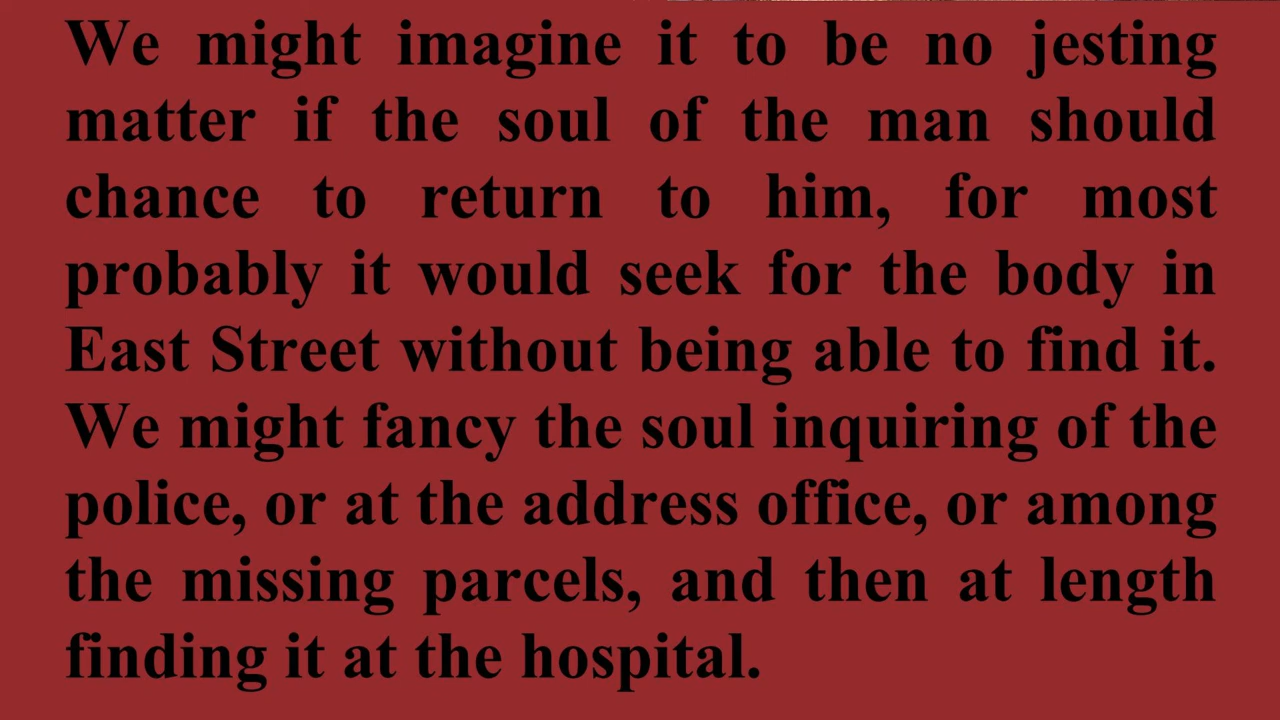 We might imagine it to be no jesting
matter if the soul of the man should
chance to return to him, for most
probably it would seek for the body in
East Street without being able to find it.
We might fancy the soul inquiring of the
police, or at the address office, or among
the missing parcels, and then at length
finding it at the hospital.